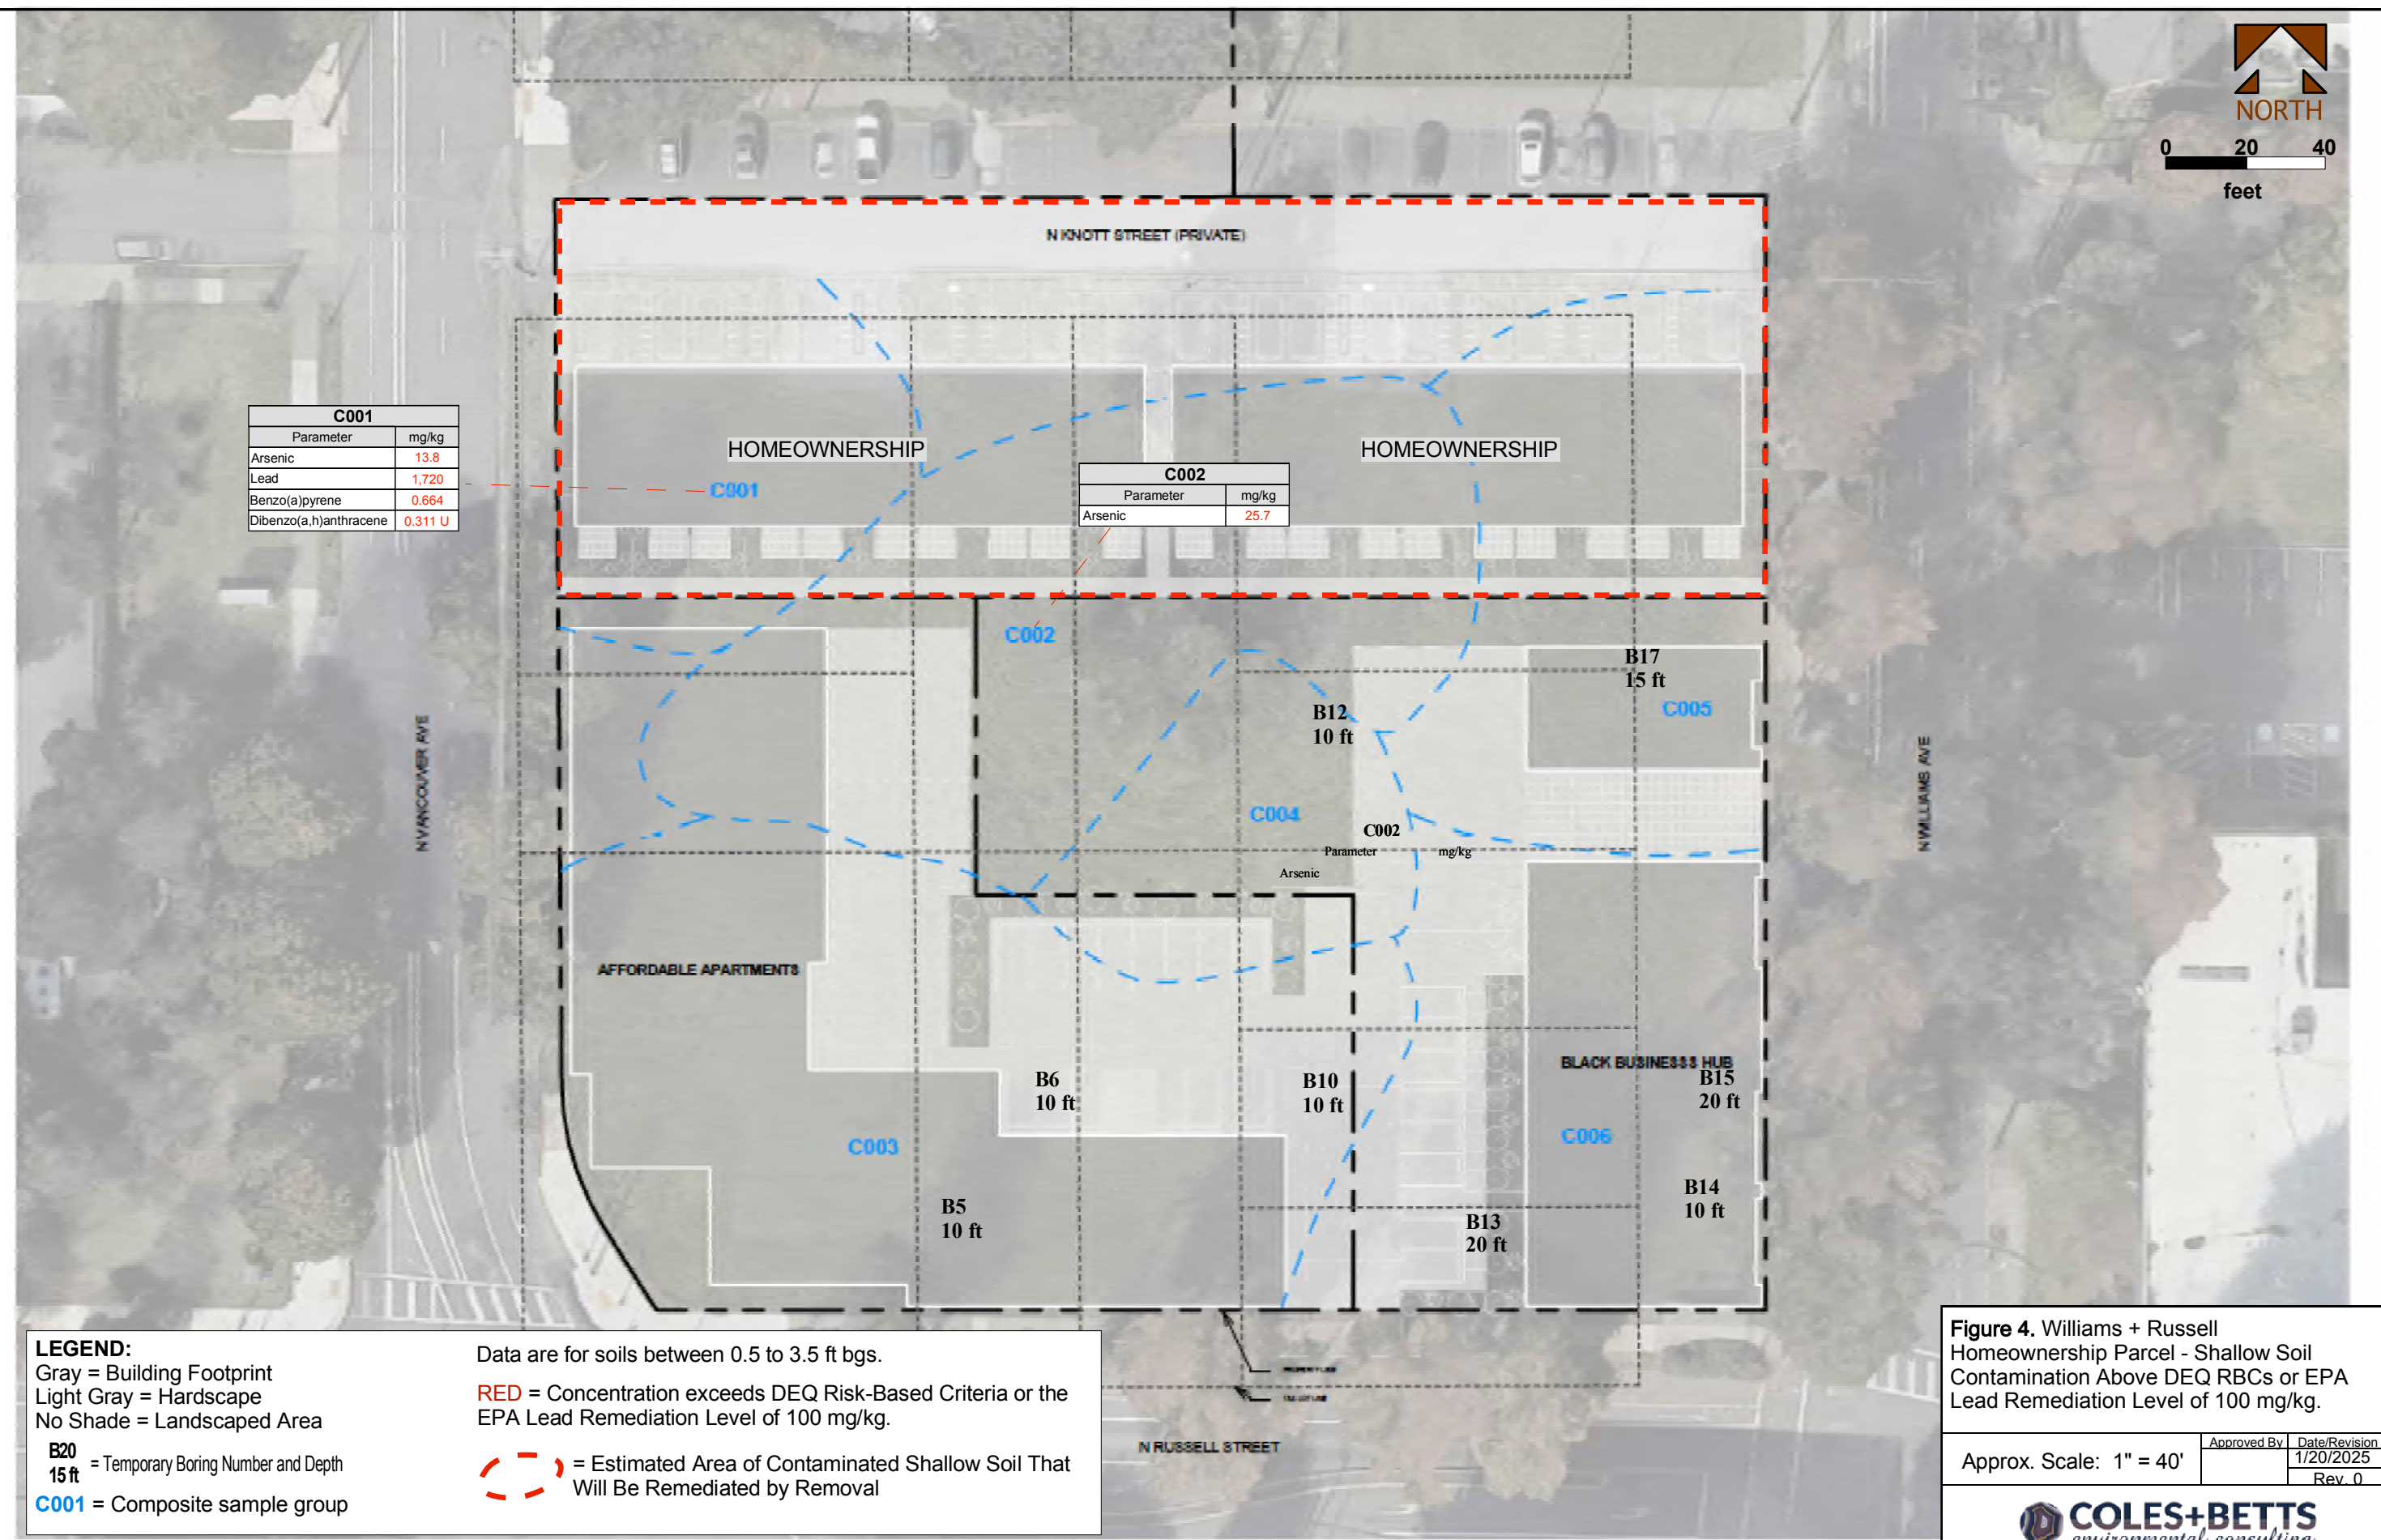 NORTH
0 20 40
feet
N KNOTT STREET (PRIVATE)
HOMEOWNERSHIP
HOMEOWNERSHIP
C001
Parameter mg/kg
Arsenic 13.8
Lead 1,720
Benzo(a)pyrene 0.664
Dibenzo(a,h)anthracene 0.311 U
C001
C002
Parameter mg/kg
Arsenic 25.7
C002
B17
15 ft
C005
B12
10 ft
N VANCOUVER AVE
N WILLIAMS AVE
C004
C002
Parameter mg/kg
Arsenic
AFFORDABLE APARTMENTS
BLACK BUSINESSS HUB
B6
10 ft
B10
10 ft
B15
20 ft
C003
C006
B5
10 ft
B13
20 ft
B14
10 ft
N RUSSELL STREET
LEGEND:
Gray = Building Footprint
Light Gray = Hardscape
No Shade = Landscaped Area
B20
15 ft = Temporary Boring Number and Depth
C001 = Composite sample group
Data are for soils between 0.5 to 3.5 ft bgs.
RED = Concentration exceeds DEQ Risk-Based Criteria or the
EPA Lead Remediation Level of 100 mg/kg.
= Estimated Area of Contaminated Shallow Soil That
Will Be Remediated by Removal
Figure 4. Williams + Russell
Homeownership Parcel - Shallow Soil
Contamination Above DEQ RBCs or EPA
Lead Remediation Level of 100 mg/kg.
Approx. Scale: 1" = 40'
Approved By
Date/Revision
1/20/2025
Rev. 0
COLES+BETTS
environmental consulting